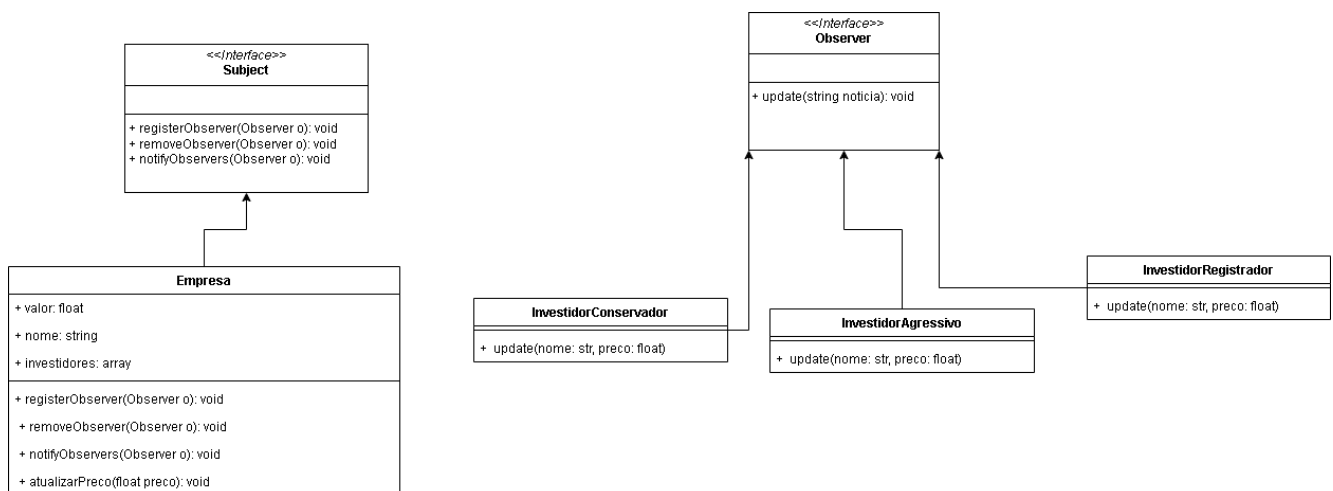 <<Interface>>
Subject
+ registerObserver(Observer o): void
+ removeObserver(Observer o): void
+ notifyObservers(Observer o): void
Empresa
+ valor: float
+ nome: string
+ investidores: array
+ registerObserver(Observer o): void
+ removeObserver(Observer o): void
+ notifyObservers(Observer o): void
+ atualizarPreco(float preco): void
<<Interface>>
Observer
+ update(string noticia): void
InvestidorConservador
+ update(nome: str, preco: float)
InvestidorAgressivo
+ update(nome: str, preco: float)
InvestidorRegistrador
+ update(nome: str, preco: float)